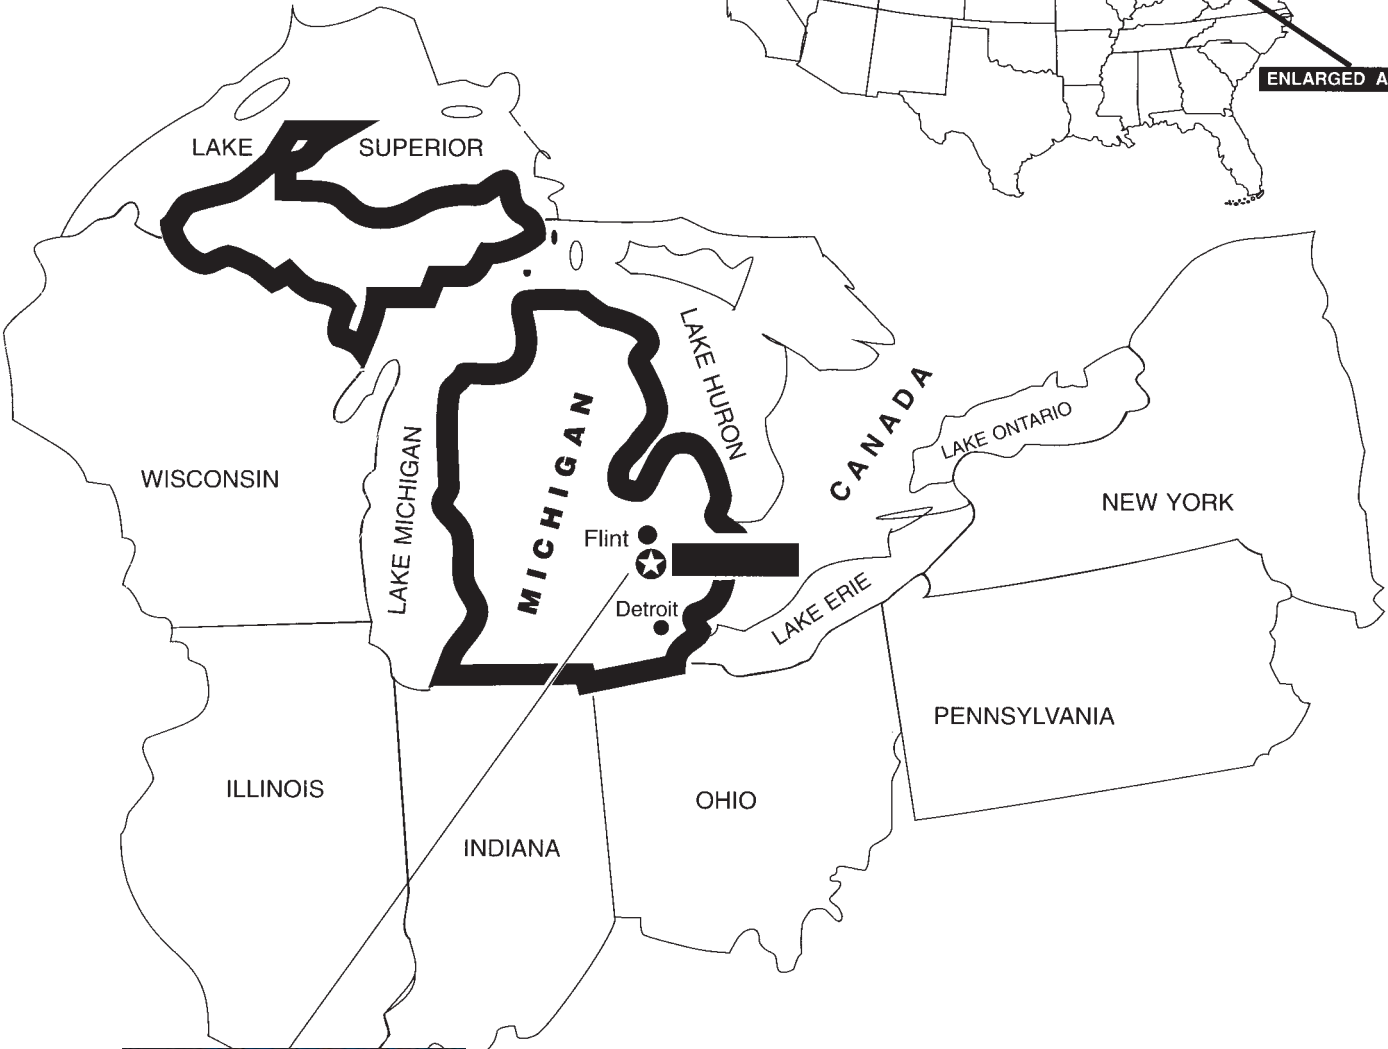 ENLARGED A
LAKE SUPERIOR
LAKE HURON
CANADA
LAKE ONTARIO
MICHIGAN
LAKE MICHIGAN
WISCONSIN
NEW YORK
Flint
LAKE ERIE
Detroit
PENNSYLVANIA
ILLINOIS
OHIO
INDIANA